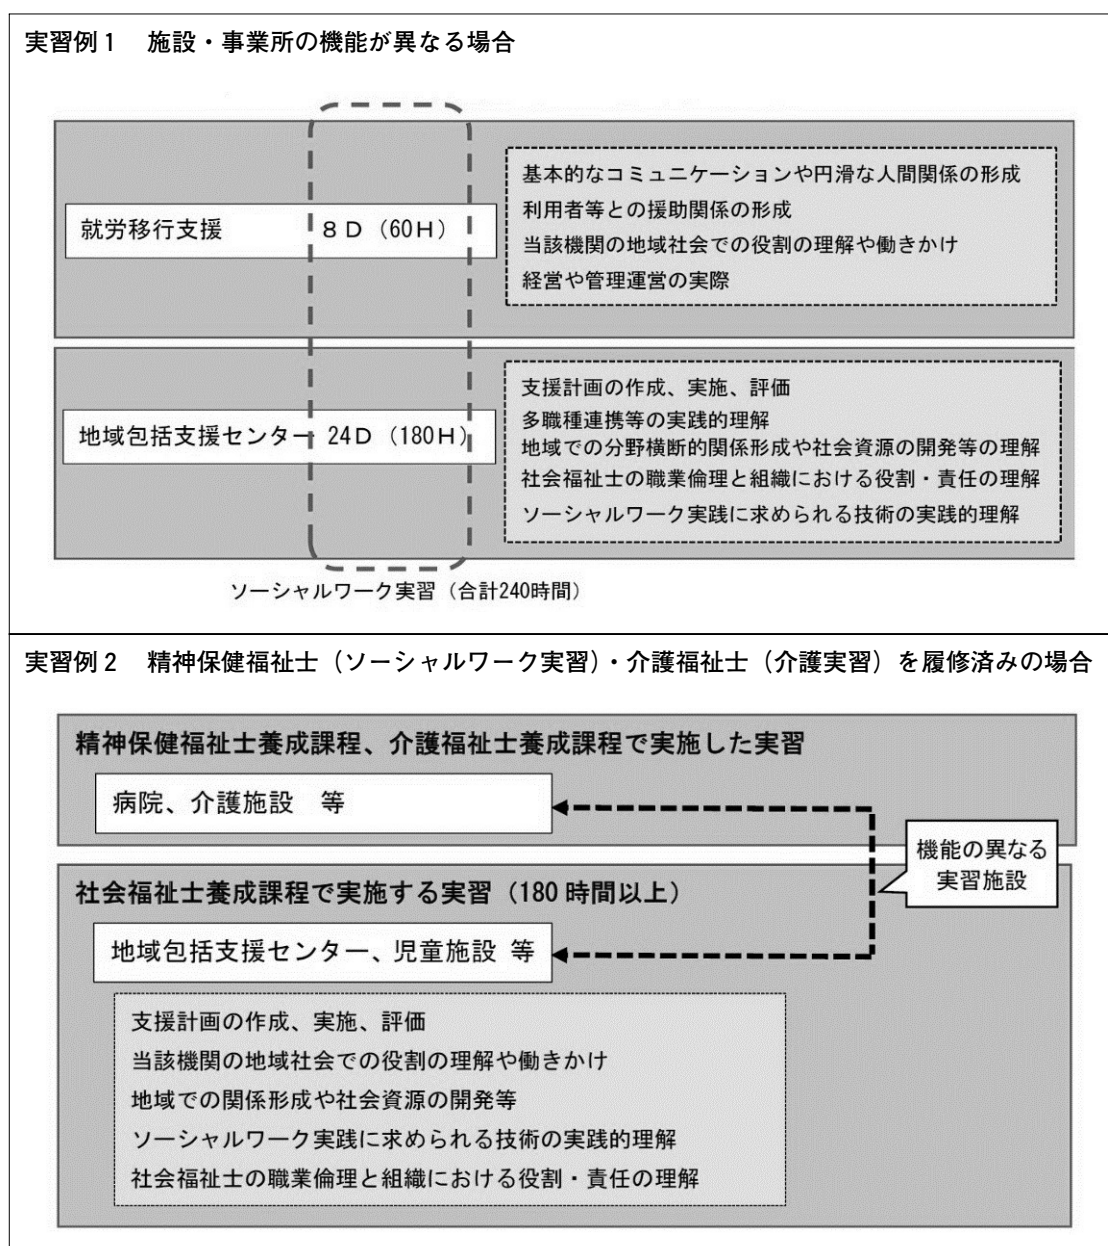 実習例1　施設・事業所の機能が異なる場合
就労移行支援　8D（60H）
基本的なコミュニケーションや円滑な人間関係の形成
利用者等との援助関係の形成
当該機関の地域社会での役割の理解や働きかけ
経営や管理運営の実際
地域包括支援センター 24D（180H）
支援計画の作成、実施、評価
多職種連携等の実践的理解
地域での分野横断的関係形成や社会資源の開発等の理解
社会福祉士の職業倫理と組織における役割・責任の理解
ソーシャルワーク実践に求められる技術の実践的理解
ソーシャルワーク実習（合計240時間）
実習例2　精神保健福祉士（ソーシャルワーク実習）・介護福祉士（介護実習）を履修済みの場合
精神保健福祉士養成課程、介護福祉士養成課程で実施した実習
病院、介護施設　等
機能の異なる
実習施設
社会福祉士養成課程で実施する実習（180 時間以上）
地域包括支援センター、児童施設 等
支援計画の作成、実施、評価
当該機関の地域社会での役割の理解や働きかけ
地域での関係形成や社会資源の開発等
ソーシャルワーク実践に求められる技術の実践的理解
社会福祉士の職業倫理と組織における役割・責任の理解